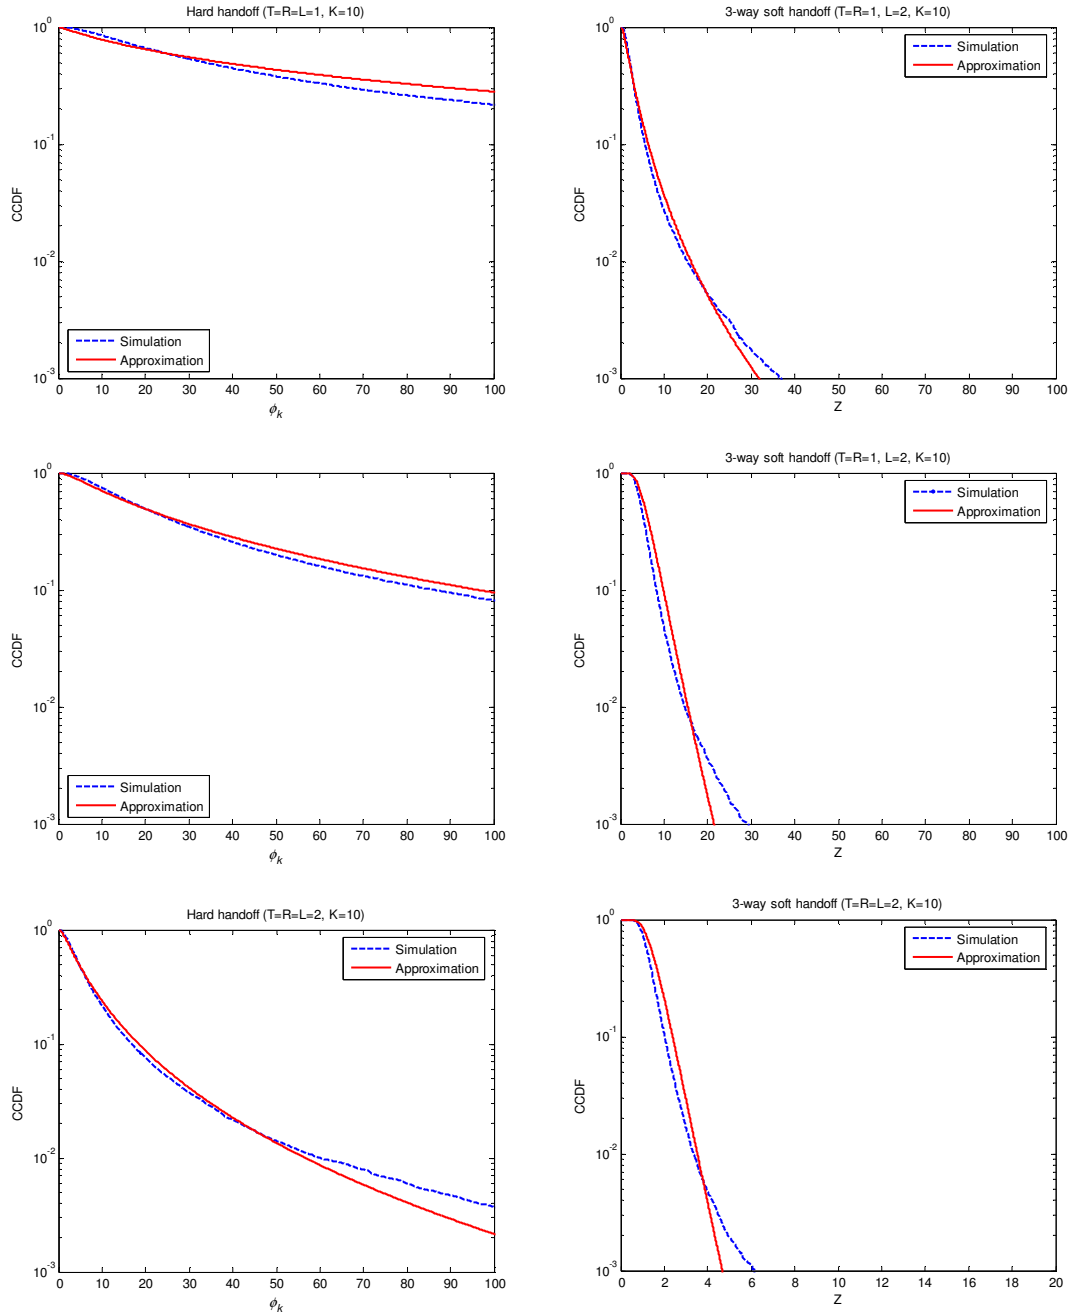 Hard handoff (T=R=L=1, K=10)
10^0
10^-1
10^-2
10^-3
CCDF
Simulation
Approximation
0 10 20 30 40 50 60 70 80 90 100
ϕ_k
3-way soft handoff (T=R=1, L=2, K=10)
10^0
10^-1
10^-2
10^-3
CCDF
Simulation
Approximation
0 10 20 30 40 50 60 70 80 90 100
Z
10^0
10^-1
10^-2
10^-3
CCDF
Simulation
Approximation
0 10 20 30 40 50 60 70 80 90 100
ϕ_k
3-way soft handoff (T=R=1, L=2, K=10)
10^0
10^-1
10^-2
10^-3
CCDF
Simulation
Approximation
0 10 20 30 40 50 60 70 80 90 100
Z
Hard handoff (T=R=L=2, K=10)
10^0
10^-1
10^-2
10^-3
CCDF
Simulation
Approximation
0 10 20 30 40 50 60 70 80 90 100
ϕ_k
3-way soft handoff (T=R=L=2, K=10)
10^0
10^-1
10^-2
10^-3
CCDF
Simulation
Approximation
0 2 4 6 8 10 12 14 16 18 20
Z